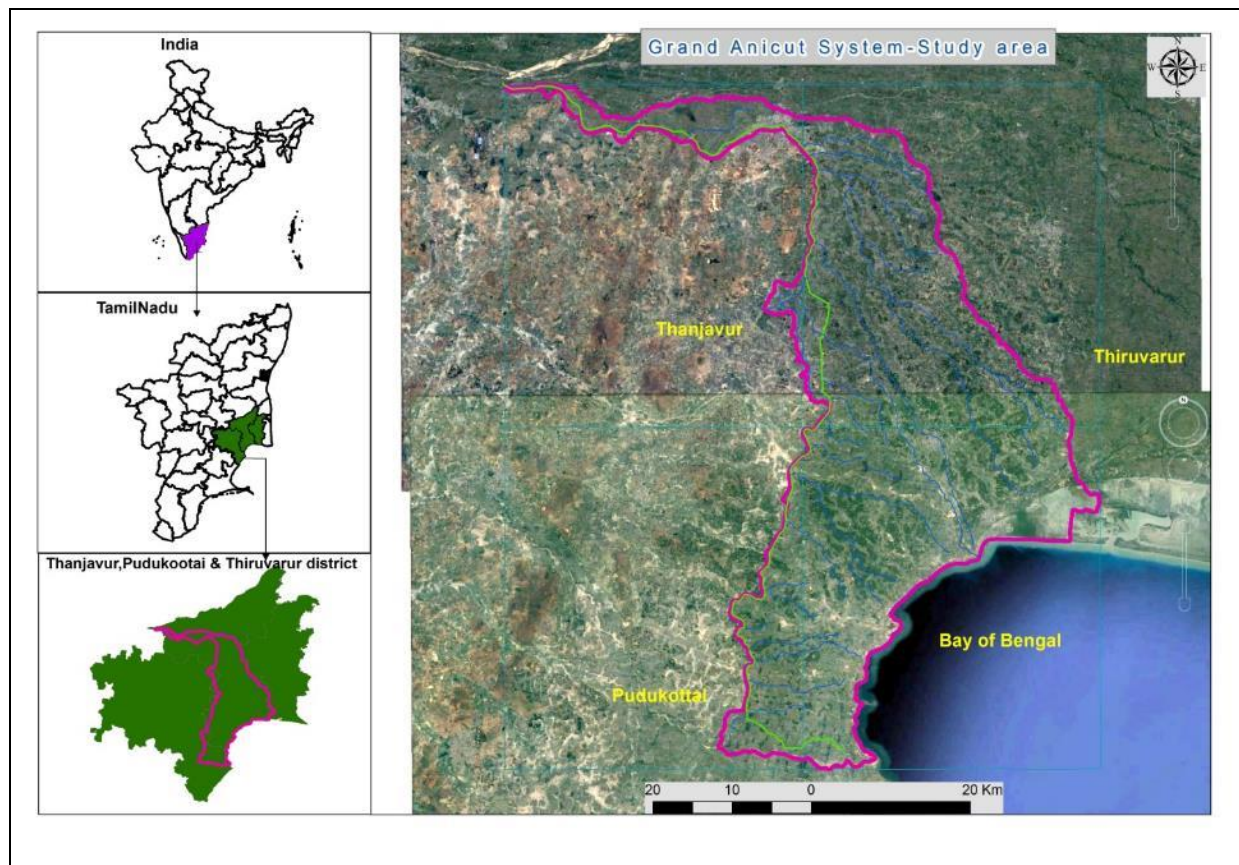 India
TamilNadu
Thanjavur,Pudukootai & Thiruvarur district
Grand Anicut System-Study area
N
W E
S
Thanjavur
Thiruvarur
N
Bay of Bengal
Pudukottai
20 10 0 20 Km